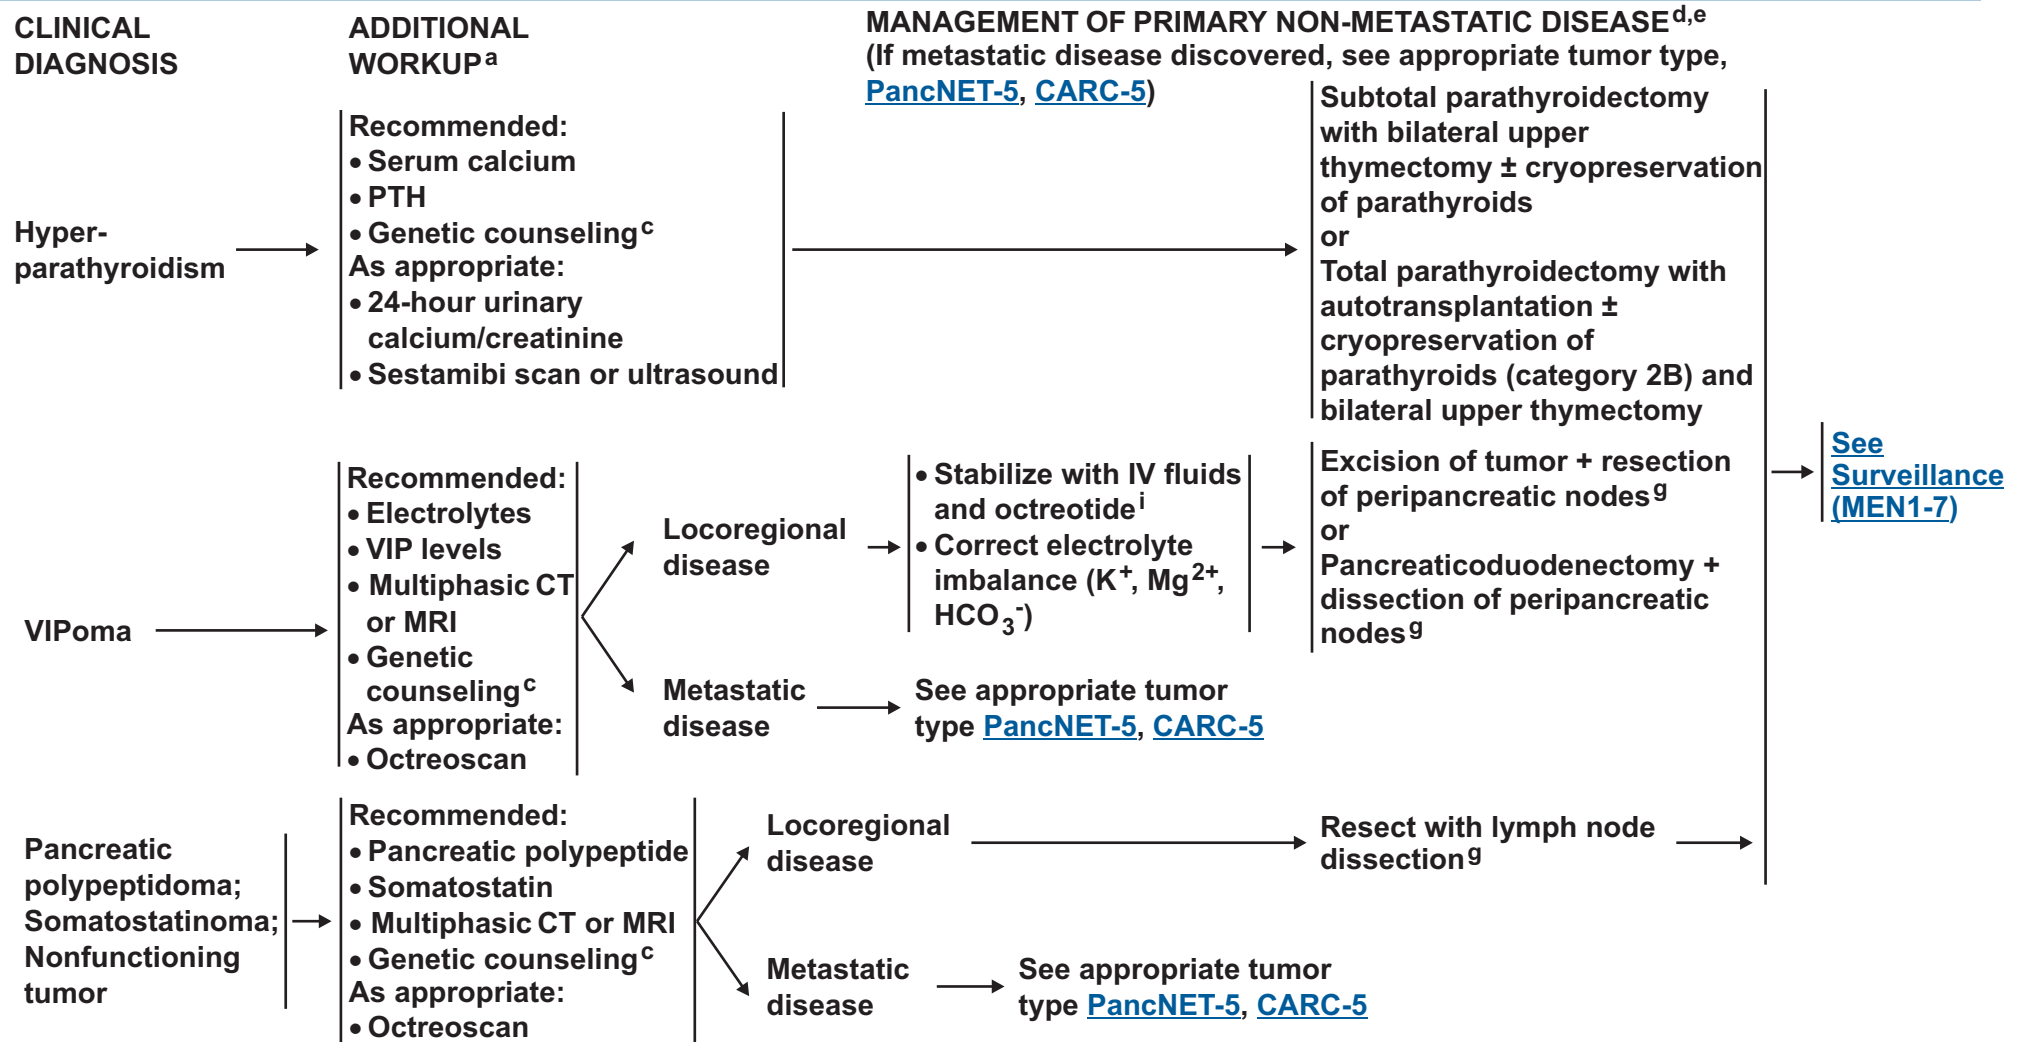 CLINICAL
DIAGNOSIS
ADDITIONAL
WORKUPᵃ
MANAGEMENT OF PRIMARY NON-METASTATIC DISEASEᵈ,ᵉ
(If metastatic disease discovered, see appropriate tumor type,
PancNET-5, CARC-5)
Hyper-
parathyroidism
Recommended:
• Serum calcium
• PTH
• Genetic counselingᶜ
As appropriate:
• 24-hour urinary
calcium/creatinine
• Sestamibi scan or ultrasound
Subtotal parathyroidectomy
with bilateral upper
thymectomy ± cryopreservation
of parathyroids
or
Total parathyroidectomy with
autotransplantation ±
cryopreservation of
parathyroids (category 2B) and
bilateral upper thymectomy
VIPoma
Recommended:
• Electrolytes
• VIP levels
• Multiphasic CT
or MRI
• Genetic
counselingᶜ
As appropriate:
• Octreoscan
Locoregional
disease
• Stabilize with IV fluids
and octreotideⁱ
• Correct electrolyte
imbalance (K⁺, Mg²⁺,
HCO₃⁻)
Excision of tumor + resection
of peripancreatic nodesᵍ
or
Pancreaticoduodenectomy +
dissection of peripancreatic
nodesᵍ
Metastatic
disease
See appropriate tumor
type PancNET-5, CARC-5
See
Surveillance
(MEN1-7)
Pancreatic
polypeptidoma;
Somatostatinoma;
Nonfunctioning
tumor
Recommended:
• Pancreatic polypeptide
• Somatostatin
• Multiphasic CT or MRI
• Genetic counselingᶜ
As appropriate:
• Octreoscan
Locoregional
disease
Resect with lymph node
dissectionᵍ
Metastatic
disease
See appropriate tumor
type PancNET-5, CARC-5